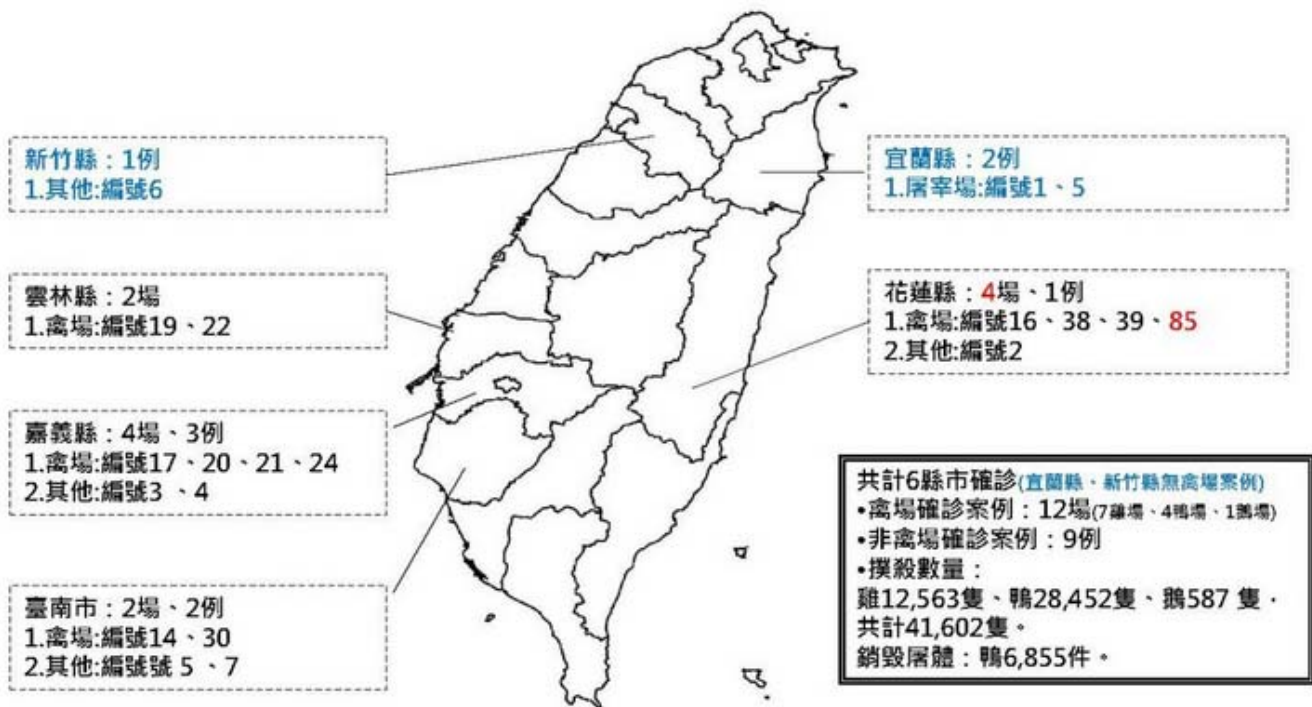 新竹縣：1例
1.其他:編號6
宜蘭縣：2例
1.屠宰場:編號1、5
雲林縣：2場
1.禽場:編號19、22
花蓮縣：4場、1例
1.禽場:編號16、38、39、85
2.其他:編號2
嘉義縣：4場、3例
1.禽場:編號17、20、21、24
2.其他:編號3、4
臺南市：2場、2例
1.禽場:編號14、30
2.其他:編號號 5、7
共計6縣市確診(宜蘭縣、新竹縣無禽場案例)
•禽場確診案例：12場(7雞場、4鴨場、1鵝場)
•非禽場確診案例：9例
•撲殺數量：
雞12,563隻、鴨28,452隻、鵝587 隻，
共計41,602隻。
銷毀屠體：鴨6,855件。